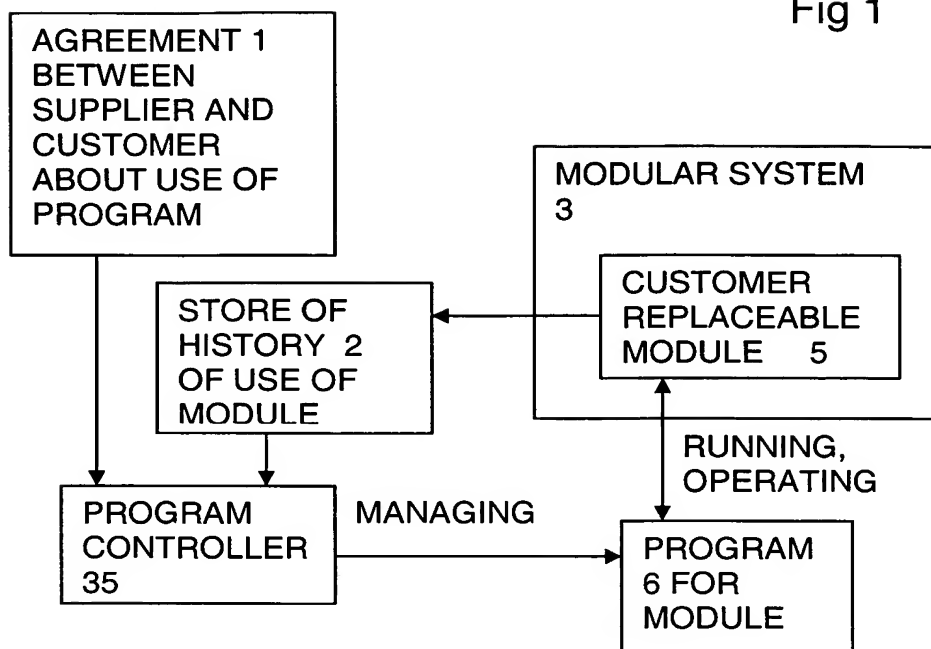 Fig 1
AGREEMENT 1
BETWEEN
SUPPLIER AND
CUSTOMER
ABOUT USE OF
PROGRAM
MODULAR SYSTEM
3
CUSTOMER
REPLACEABLE
MODULE 5
STORE OF
HISTORY 2
OF USE OF
MODULE
RUNNING,
OPERATING
PROGRAM
CONTROLLER
35
MANAGING
PROGRAM
6 FOR
MODULE